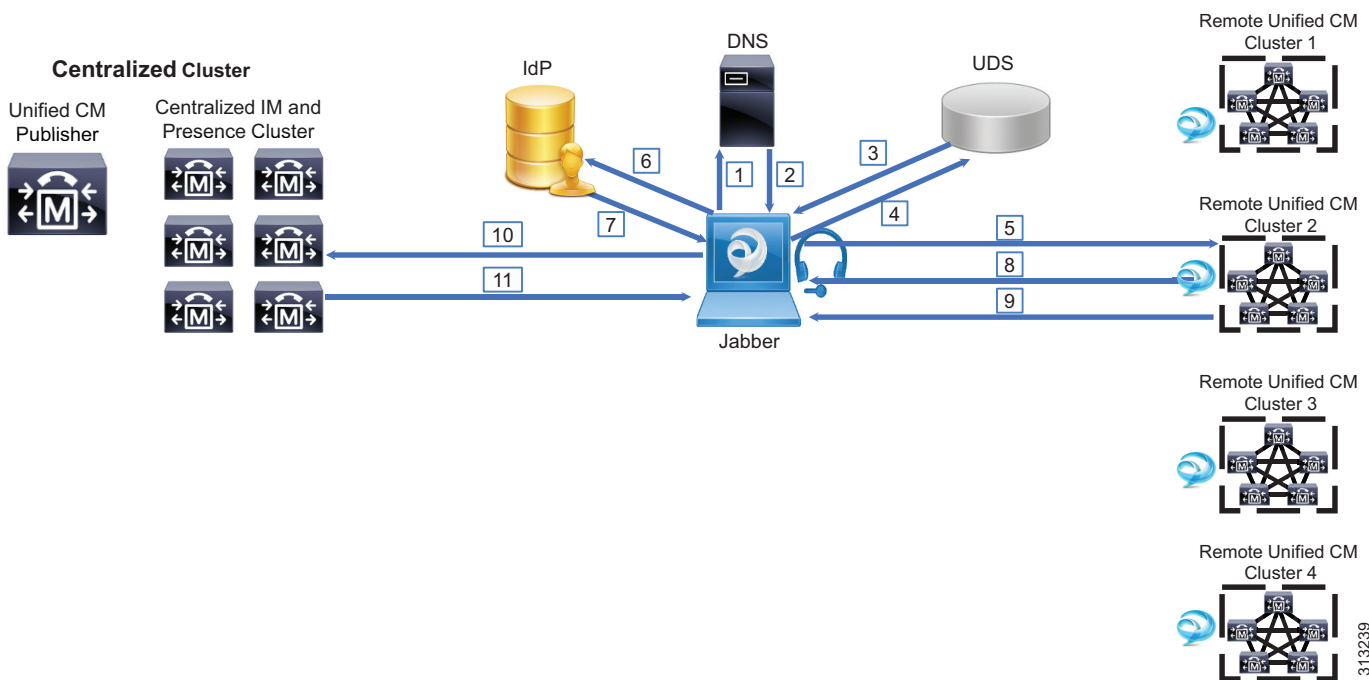 Centralized Cluster
Unified CM
Publisher
Centralized IM and
Presence Cluster
M
M
M
M
M
M
M
IdP
DNS
UDS
6
1
2
3
7
4
10
5
8
11
9
Jabber
Remote Unified CM
Cluster 1
M
M
M
M
M
Remote Unified CM
Cluster 2
M
M
M
M
M
Remote Unified CM
Cluster 3
M
M
M
M
M
Remote Unified CM
Cluster 4
M
M
M
M
M
313239